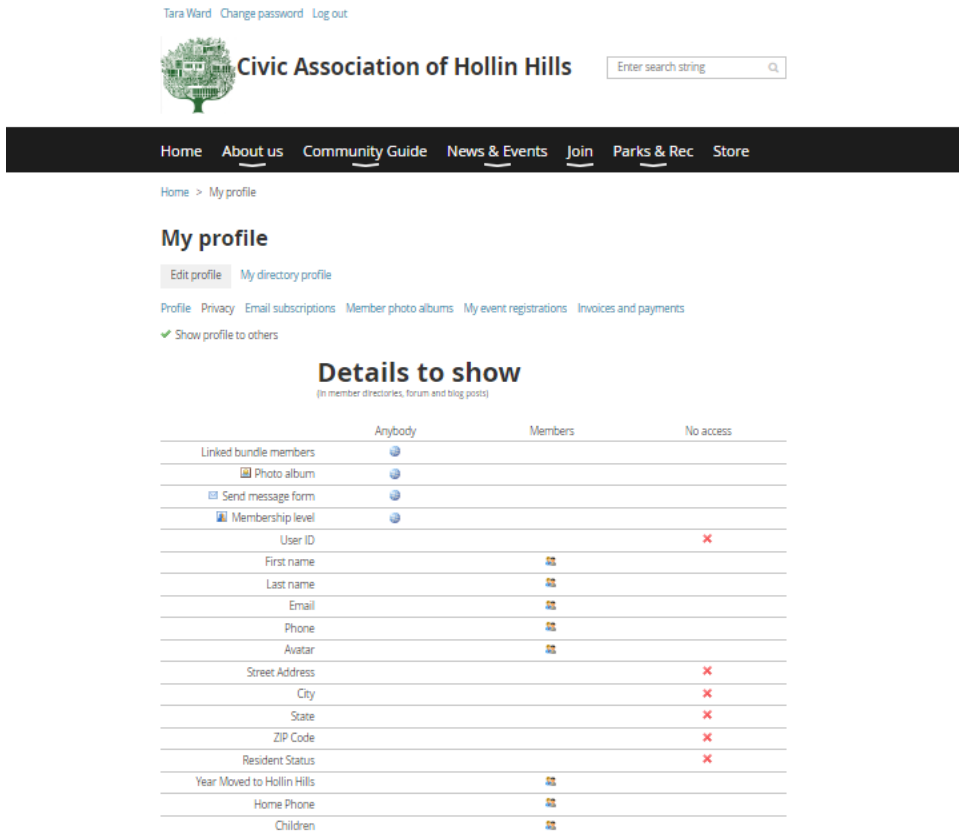 Tara Ward Change password Log out
Civic Association of Hollin Hills
Enter search string
Home About us Community Guide News & Events Join Parks & Rec Store
Home > My profile
My profile
Edit profile My directory profile
Profile Privacy Email subscriptions Member photo albums My event registrations Invoices and payments
Show profile to others
Details to show
(in member directories, forum and blog posts)
Anybody Members No access
Linked bundle members
Photo album
Send message form
Membership level
User ID
First name
Last name
Email
Phone
Avatar
Street Address
City
State
ZIP Code
Resident Status
Year Moved to Hollin Hills
Home Phone
Children